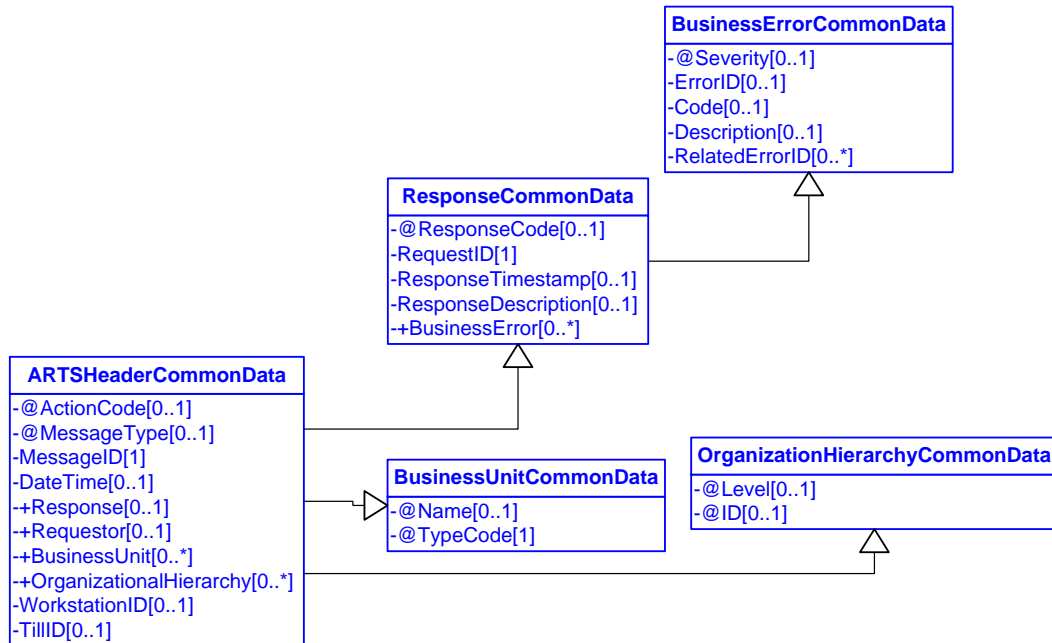 BusinessErrorCommonData
-@Severity[0..1]
-ErrorID[0..1]
-Code[0..1]
-Description[0..1]
-RelatedErrorID[0..*]
ResponseCommonData
-@ResponseCode[0..1]
-RequestID[1]
-ResponseTimestamp[0..1]
-ResponseDescription[0..1]
-+BusinessError[0..*]
ARTSHeaderCommonData
-@ActionCode[0..1]
-@MessageType[0..1]
-MessageID[1]
-DateTime[0..1]
-+Response[0..1]
-+Requestor[0..1]
-+BusinessUnit[0..*]
-+OrganizationalHierarchy[0..*]
-WorkstationID[0..1]
-TillID[0..1]
BusinessUnitCommonData
-@Name[0..1]
-@TypeCode[1]
OrganizationHierarchyCommonData
-@Level[0..1]
-@ID[0..1]